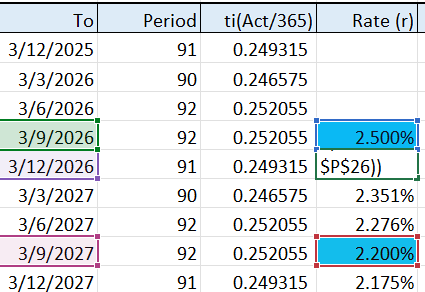 To Period ti(Act/365) Rate (r)
3/12/2025 91 0.249315
3/3/2026 90 0.246575
3/6/2026 92 0.252055
3/9/2026 92 0.252055 2.500%
3/12/2026 91 0.249315 $P$26))
3/3/2027 90 0.246575 2.351%
3/6/2027 92 0.252055 2.276%
3/9/2027 92 0.252055 2.200%
3/12/2027 91 0.249315 2.175%